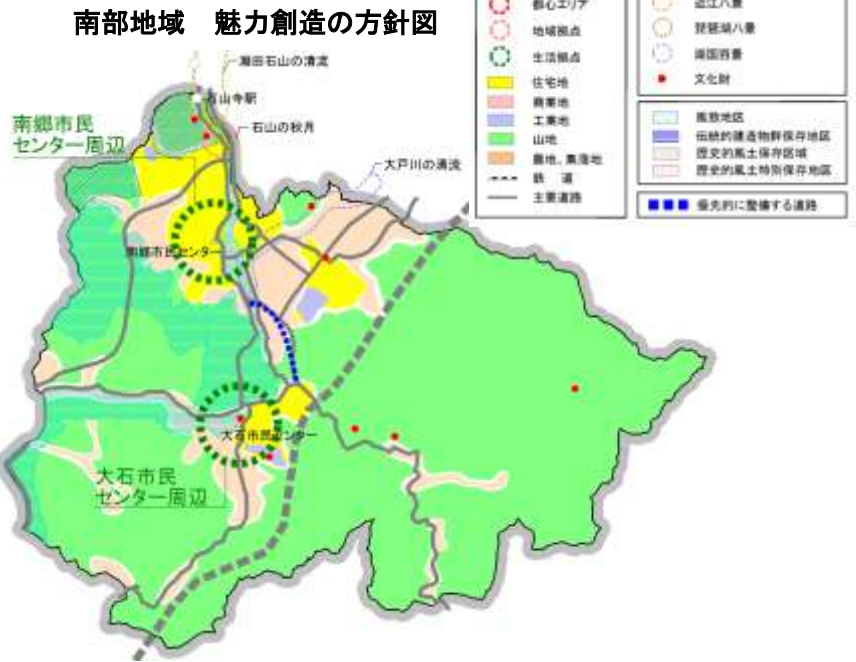 南部地域 魅力創造の方針図
都心エリア
地域拠点
生活拠点
住宅地
商業地
工業地
山地
農地、集落地
鉄 道
主要道路
近江八景
琵琶湖八景
湖国百景
文化財
風致地区
伝統的建造物群保存地区
歴史的風土保存区域
歴史的風土特別保存地区
優先的に整備する道路
瀬田石山の清流
石山寺駅
石山の秋月
南郷市民
センター周辺
大戸川の清流
南郷市民センター
大石市民センター
大石市民
センター周辺